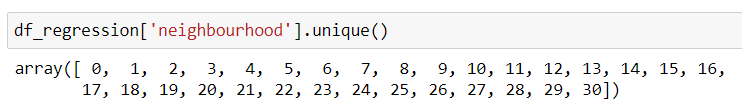 df_regression['neighbourhood'].unique()
array([ 0,  1,  2,  3,  4,  5,  6,  7,  8,  9, 10, 11, 12, 13, 14, 15, 16,
       17, 18, 19, 20, 21, 22, 23, 24, 25, 26, 27, 28, 29, 30])